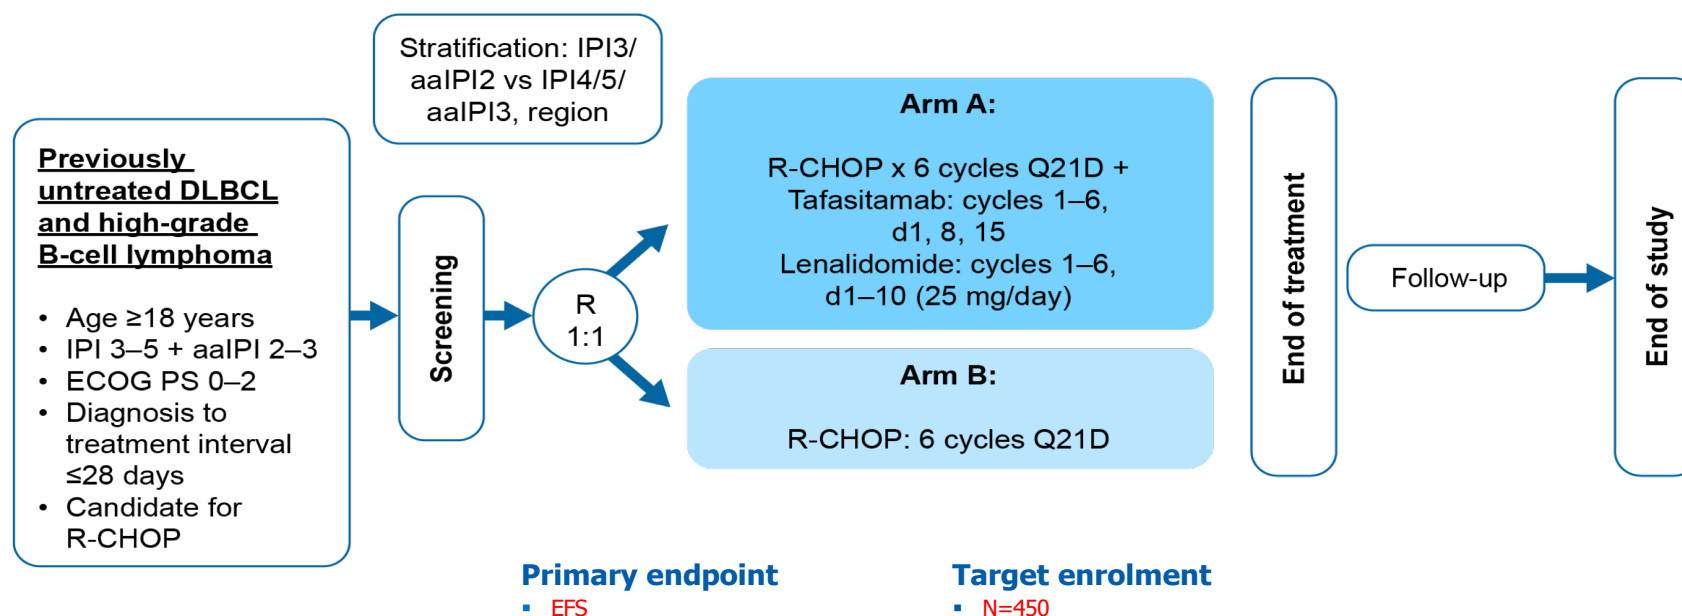 Stratification: IPI3/
aaIPI2 vs IPI4/5/
aaIPI3, region
Previously
untreated DLBCL
and high-grade
B-cell lymphoma
• Age ≥18 years
• IPI 3–5 + aaIPI 2–3
• ECOG PS 0–2
• Diagnosis to
treatment interval
≤28 days
• Candidate for
R-CHOP
Screening
R
1:1
Arm A:
R-CHOP x 6 cycles Q21D +
Tafasitamab: cycles 1–6,
d1, 8, 15
Lenalidomide: cycles 1–6,
d1–10 (25 mg/day)
Arm B:
R-CHOP: 6 cycles Q21D
End of treatment
Follow-up
End of study
Primary endpoint
▪ EFS
Target enrolment
▪ N=450